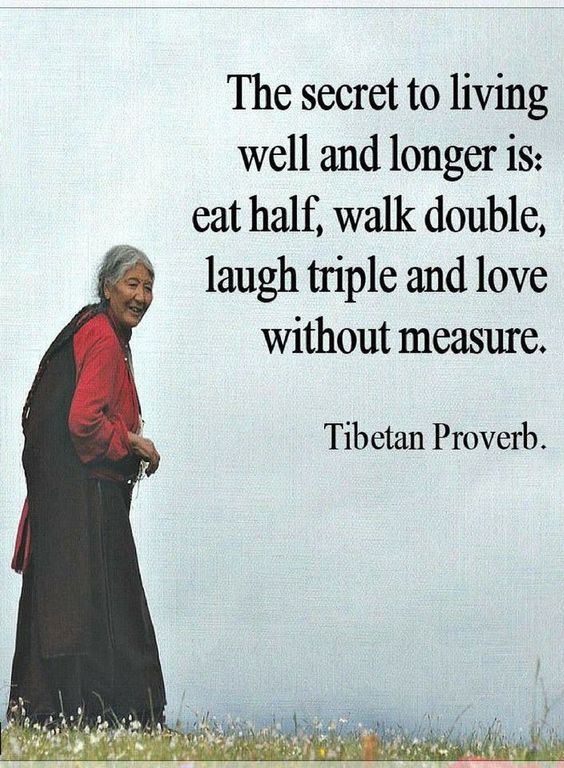 The secret to living
well and longer is:
eat half, walk double,
laugh triple and love
without measure.
Tibetan Proverb.